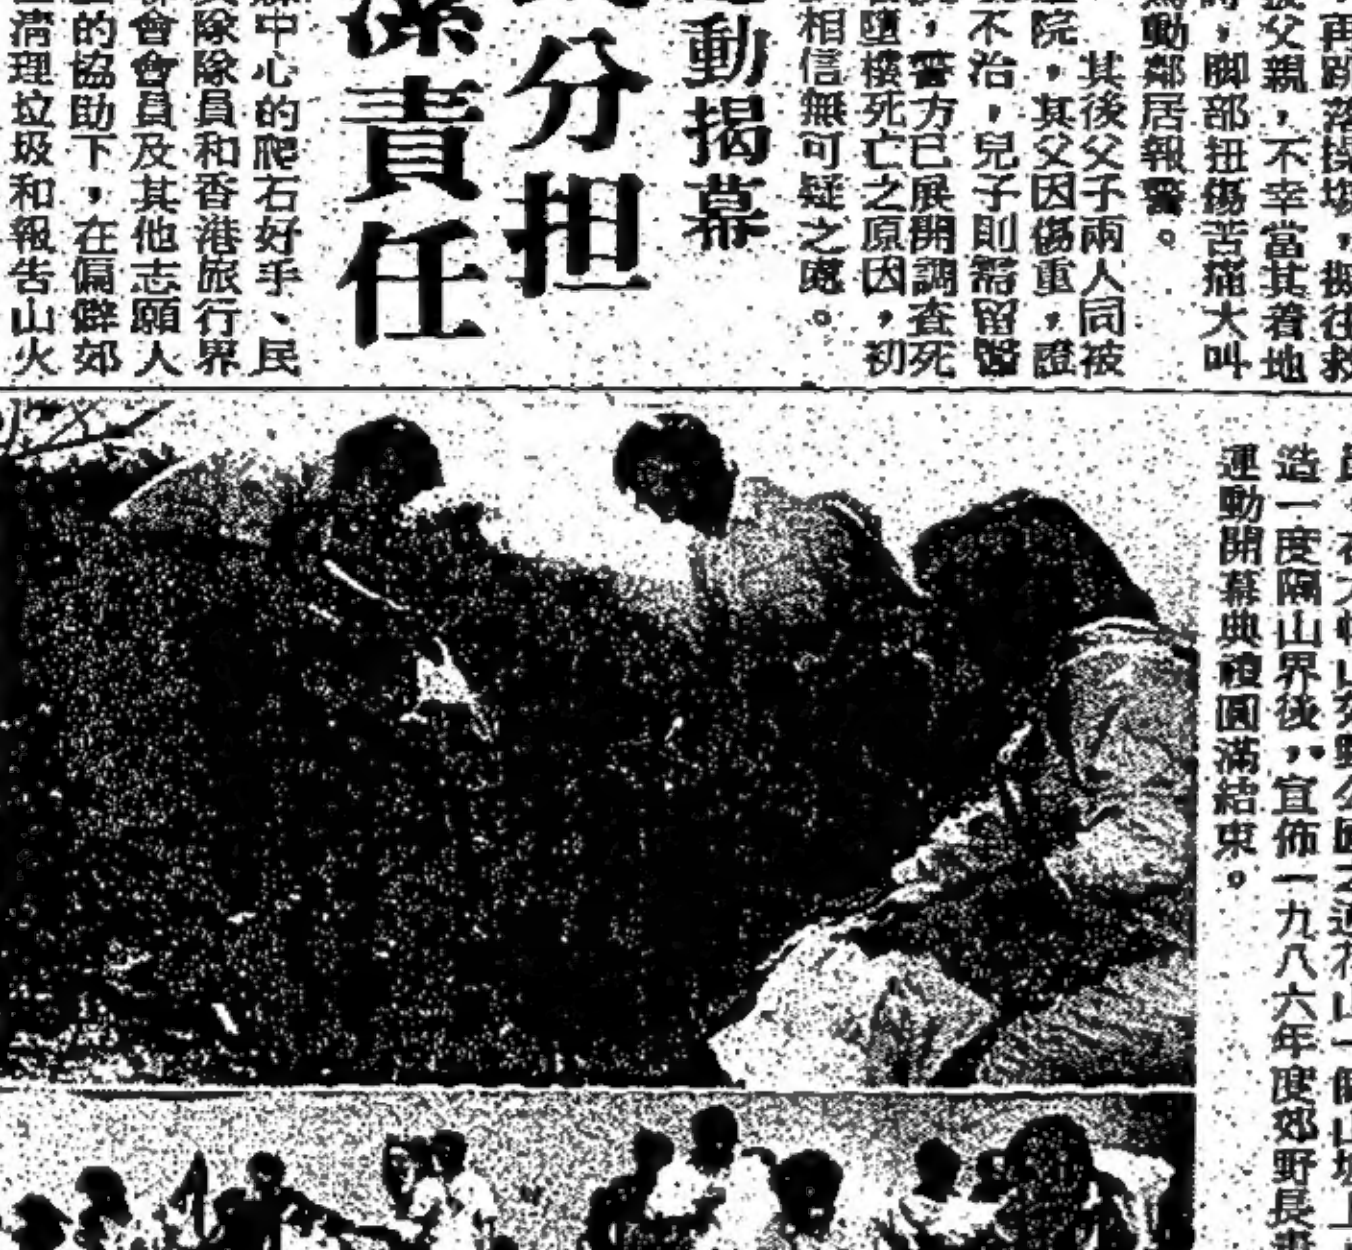 ，再跳落操場，擬往救
父親，不幸當其着地
，脚部扭傷苦痛大叫
動鄰居報警。
其後父子兩人同被
院，其父因傷重，證
不治，兒子則需留醫
，警方已展開調查死
墮樓死亡之原因，初
相信無可疑之處。
動揭幕
分担
潔責任
中心的爬石好手、民
隊隊員和香港旅行界
會會員及其他志願人
的協助下，在偏僻郊
清理垃圾和報告山火
造一度隔山界後，宣佈一九八六年度郊野長
運動開幕典禮圓滿結束。